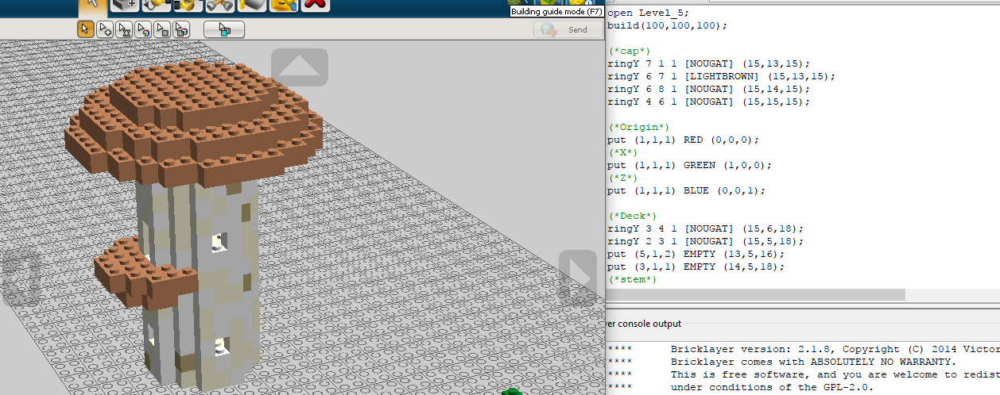 Building guide mode (F7)
Send
open Level_5;
build(100,100,100);
(*cap*)
ringY 7 1 1 [NOUGAT] (15,13,15);
ringY 6 7 1 [LIGHTBROWN] (15,13,15);
ringY 6 8 1 [NOUGAT] (15,14,15);
ringY 4 6 1 [NOUGAT] (15,15,15);
(*Origin*)
put (1,1,1) RED (0,0,0);
(*X*)
put (1,1,1) GREEN (1,0,0);
(*Z*)
put (1,1,1) BLUE (0,0,1);
(*Deck*)
ringY 3 4 1 [NOUGAT] (15,6,18);
ringY 2 3 1 [NOUGAT] (15,5,18);
put (5,1,2) EMPTY (13,5,16);
put (3,1,1) EMPTY (14,5,18);
(*stem*)
yer console output
**** Bricklayer version: 2.1.8, Copyright (C) 2014 Victor
**** Bricklayer comes with ABSOLUTELY NO WARRANTY.
**** This is free software, and you are welcome to redist
**** under conditions of the GPL-2.0.